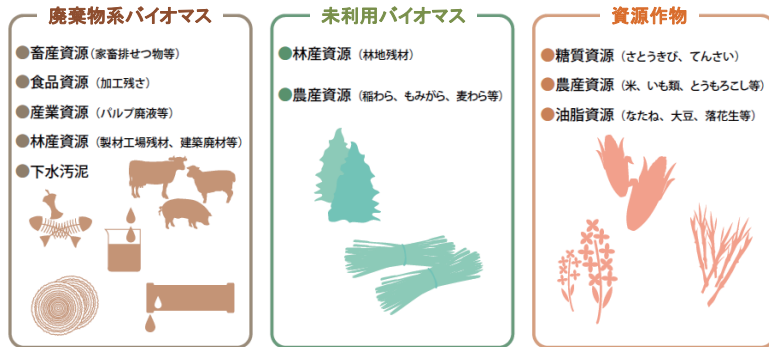 廃棄物系バイオマス
●畜産資源（家畜排せつ物等）
●食品資源（加工残さ）
●産業資源（パルプ廃液等）
●林産資源（製材工場残材、建築廃材等）
●下水汚泥
未利用バイオマス
●林産資源（林地残材）
●農産資源（稲わら、もみがら、麦わら等）
資源作物
●糖質資源（さとうきび、てんさい）
●農産資源（米、いも類、とうもろこし等）
●油脂資源（なたね、大豆、落花生等）